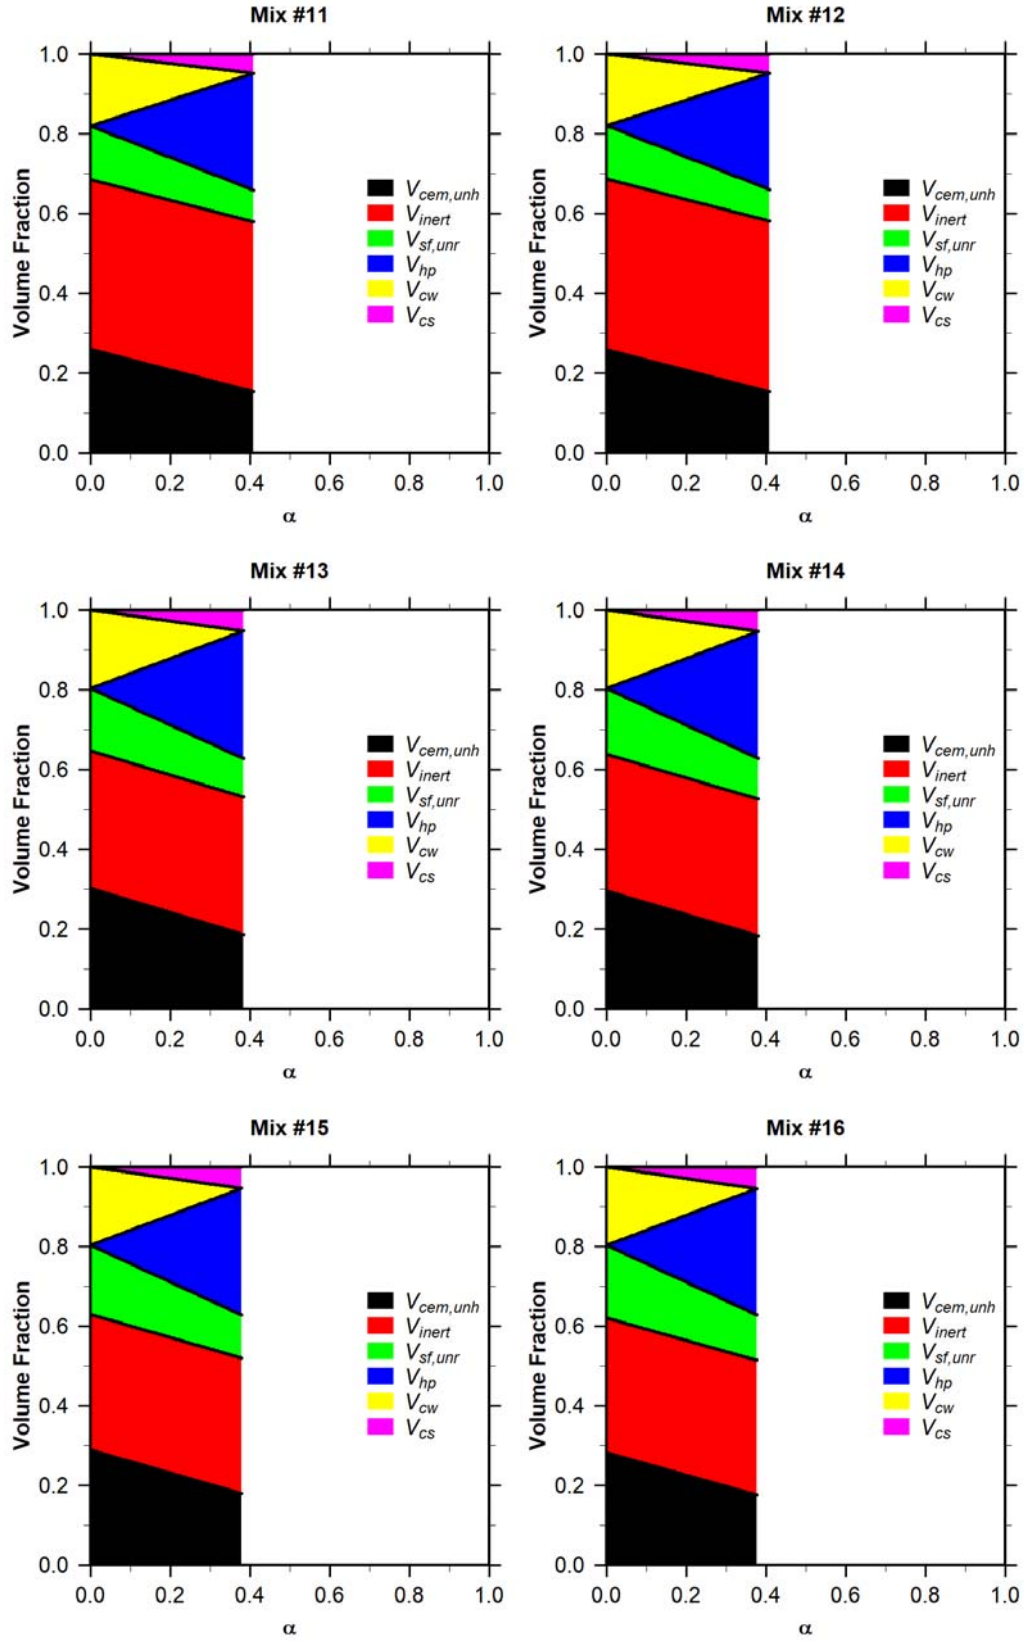 Mix #11
Mix #12
1.0
0.8
0.6
0.4
0.2
0.0
Volume Fraction
0.0 0.2 0.4 0.6 0.8 1.0
α
V_cem,unh
V_inert
V_sf,unr
V_hp
V_cw
V_cs
1.0
0.8
0.6
0.4
0.2
0.0
Volume Fraction
0.0 0.2 0.4 0.6 0.8 1.0
α
V_cem,unh
V_inert
V_sf,unr
V_hp
V_cw
V_cs
Mix #13
Mix #14
1.0
0.8
0.6
0.4
0.2
0.0
Volume Fraction
0.0 0.2 0.4 0.6 0.8 1.0
α
V_cem,unh
V_inert
V_sf,unr
V_hp
V_cw
V_cs
1.0
0.8
0.6
0.4
0.2
0.0
Volume Fraction
0.0 0.2 0.4 0.6 0.8 1.0
α
V_cem,unh
V_inert
V_sf,unr
V_hp
V_cw
V_cs
Mix #15
Mix #16
1.0
0.8
0.6
0.4
0.2
0.0
Volume Fraction
0.0 0.2 0.4 0.6 0.8 1.0
α
V_cem,unh
V_inert
V_sf,unr
V_hp
V_cw
V_cs
1.0
0.8
0.6
0.4
0.2
0.0
Volume Fraction
0.0 0.2 0.4 0.6 0.8 1.0
α
V_cem,unh
V_inert
V_sf,unr
V_hp
V_cw
V_cs